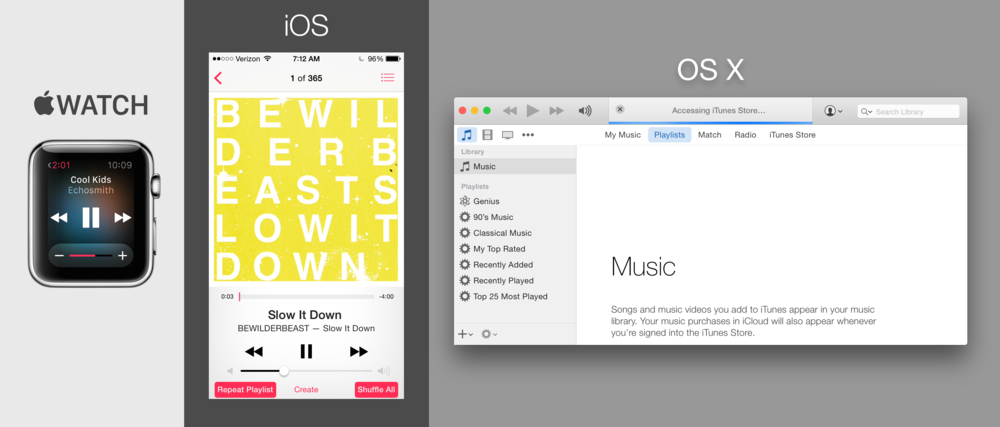 WATCH
2:01 10:09
Cool Kids
Echosmith
iOS
Verizon 7:12 AM 96%
1 of 365
BEWIL
DERB
EASTS
LOWIT
DOWN
0:03 -4:00
Slow It Down
BEWILDERBEAST — Slow It Down
Repeat Playlist Create Shuffle All
OS X
Accessing iTunes Store...
Search Library
My Music Playlists Match Radio iTunes Store
Library
Music
Playlists
Genius
90's Music
Classical Music
My Top Rated
Recently Added
Recently Played
Top 25 Most Played
Music
Songs and music videos you add to iTunes appear in your music
library. Your music purchases in iCloud will also appear whenever
you're signed into the iTunes Store.